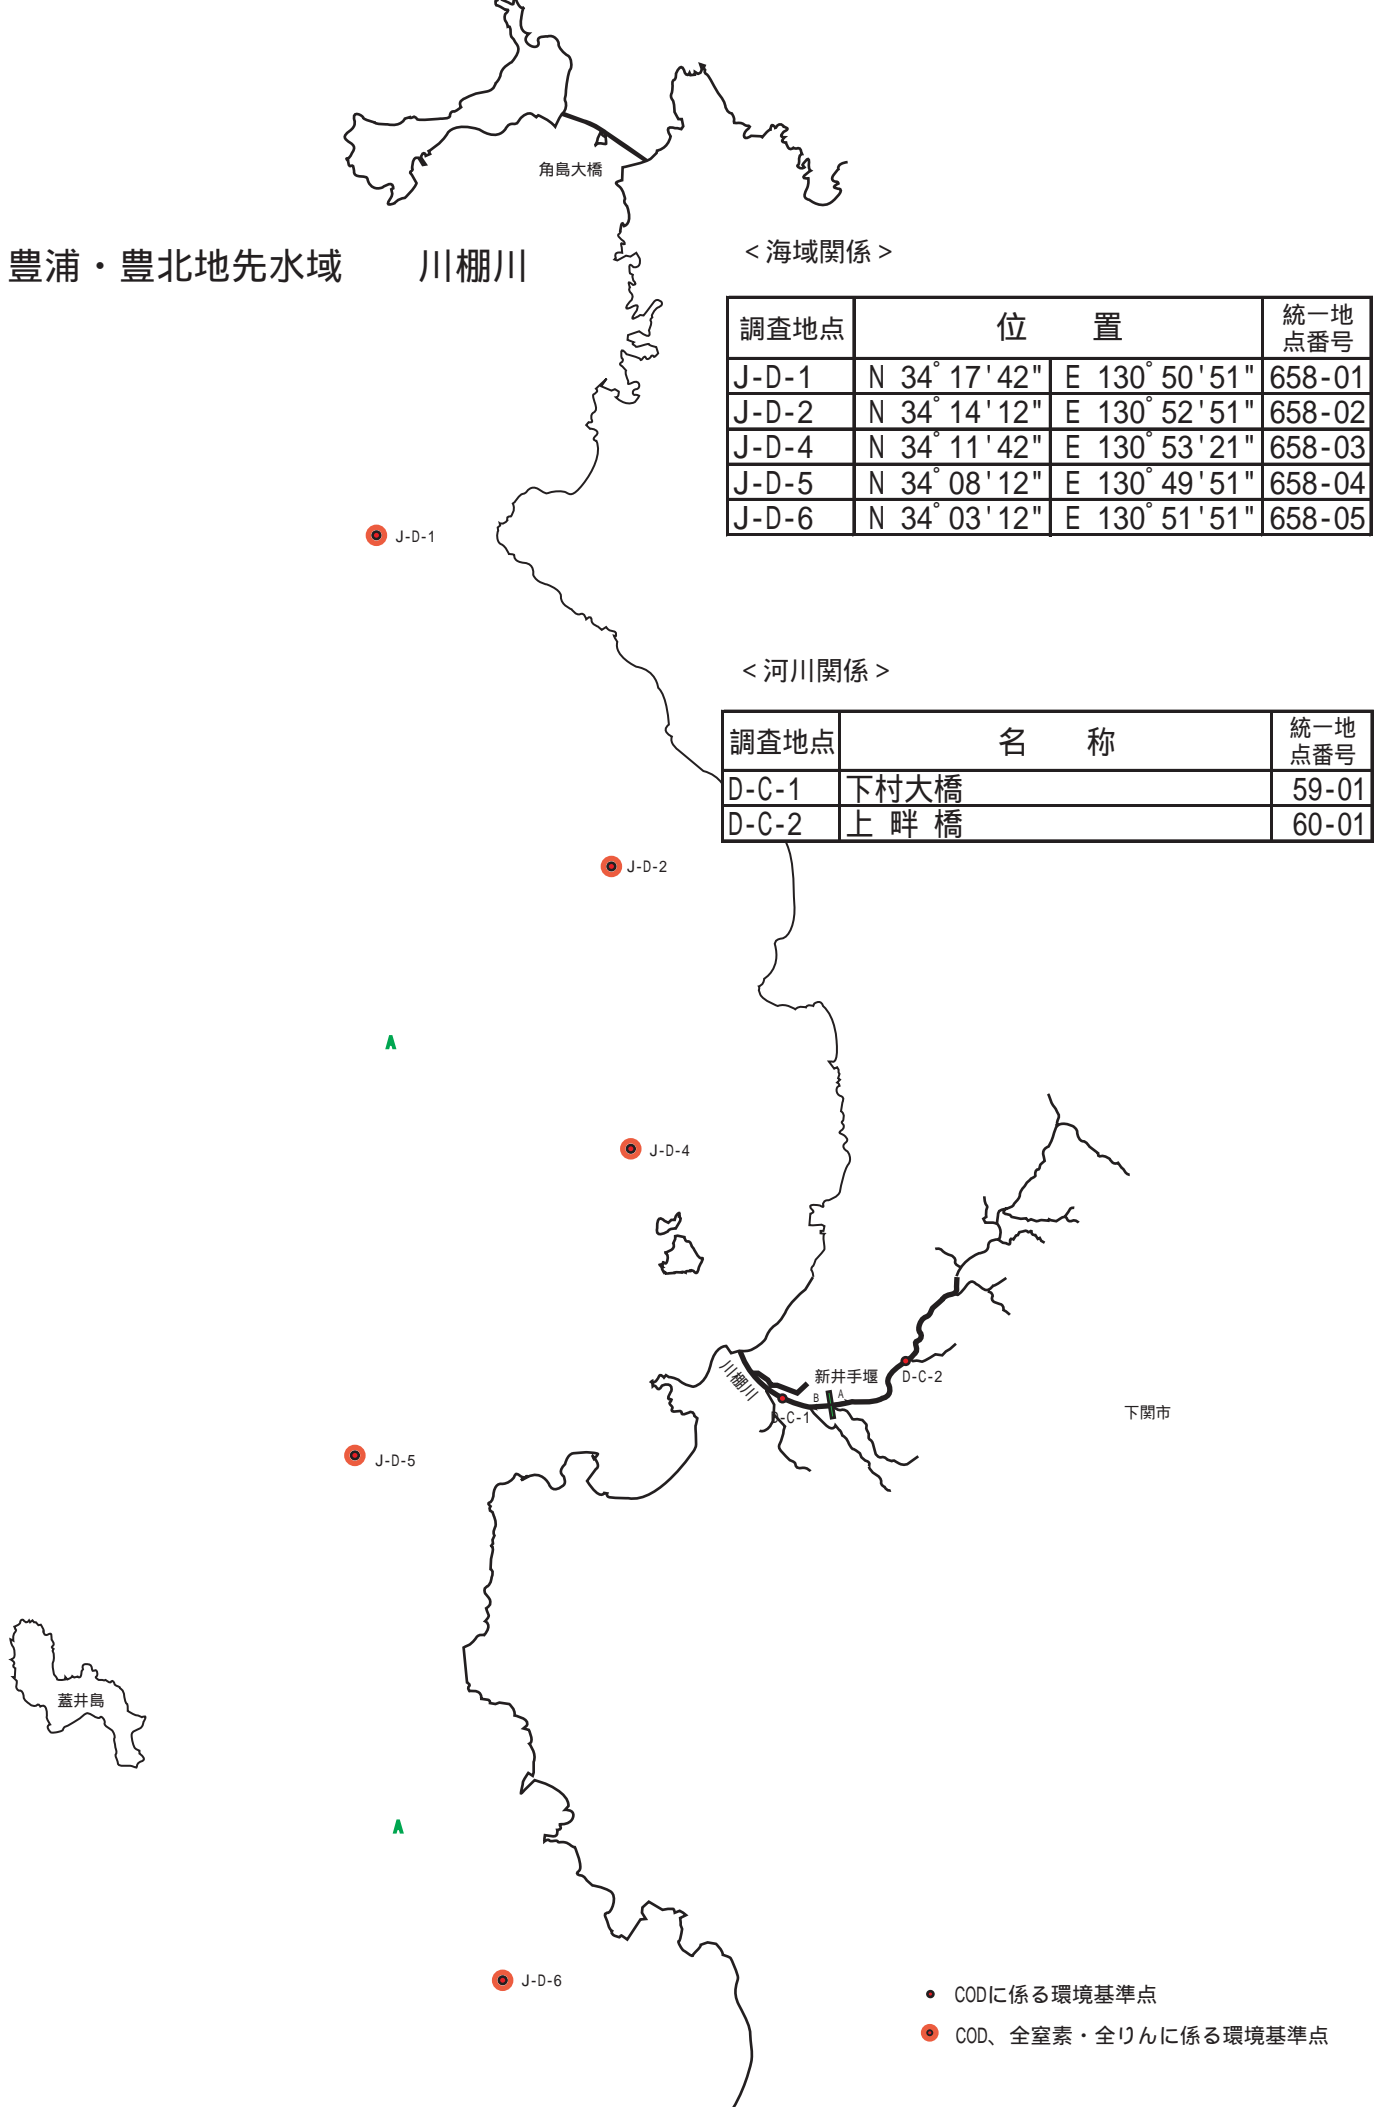 角島大橋
豊浦・豊北地先水域　　川棚川
<海域関係>
調査地点 位　置 統一地点番号
J-D-1 N 34ﾟ17'42" E 130ﾟ50'51" 658-01
J-D-2 N 34ﾟ14'12" E 130ﾟ52'51" 658-02
J-D-4 N 34ﾟ11'42" E 130ﾟ53'21" 658-03
J-D-5 N 34ﾟ08'12" E 130ﾟ49'51" 658-04
J-D-6 N 34ﾟ03'12" E 130ﾟ51'51" 658-05
J-D-1
<河川関係>
調査地点 名　称 統一地点番号
D-C-1 下村大橋 59-01
D-C-2 上畔橋 60-01
J-D-2
A
J-D-4
川棚川
新井手堰
D-C-2
B A
D-C-1
下関市
J-D-5
蓋井島
A
J-D-6
CODに係る環境基準点
COD、全窒素・全りんに係る環境基準点